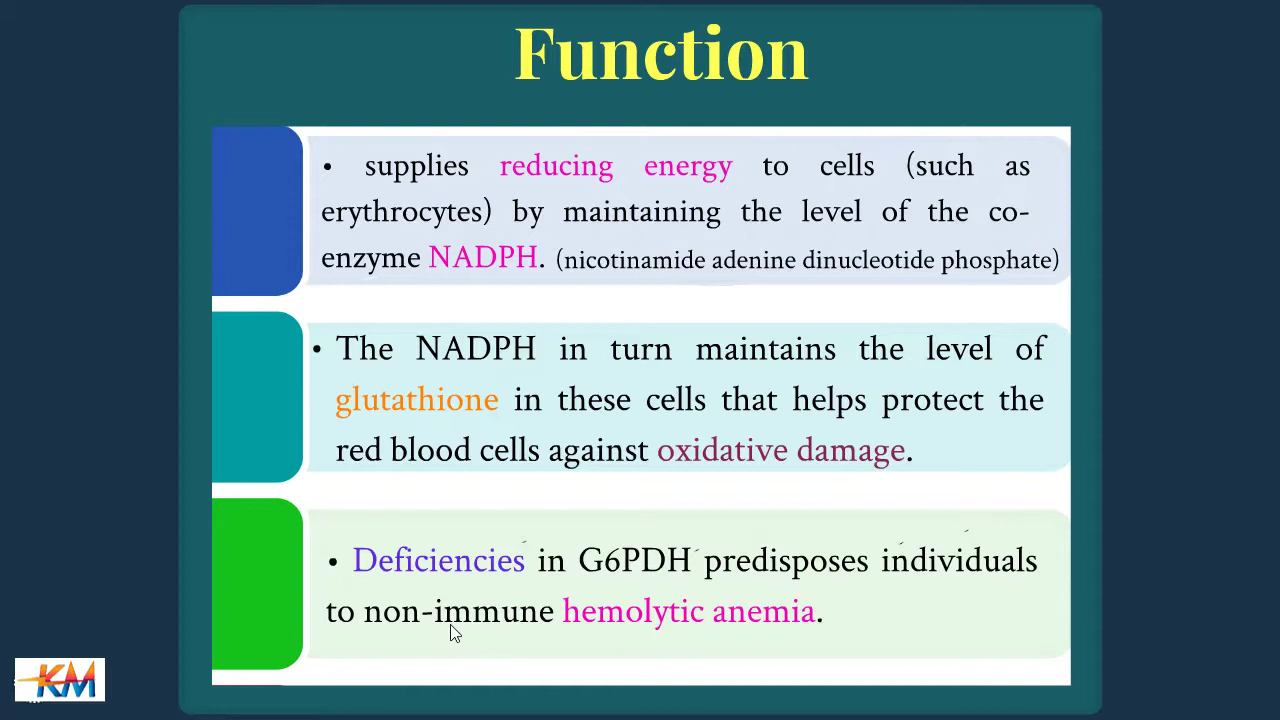 Function
• supplies reducing energy to cells (such as
erythrocytes) by maintaining the level of the co-
enzyme NADPH. (nicotinamide adenine dinucleotide phosphate)
• The NADPH in turn maintains the level of
glutathione in these cells that helps protect the
red blood cells against oxidative damage.
• Deficiencies in G6PDH predisposes individuals
to non-immune hemolytic anemia.
KM